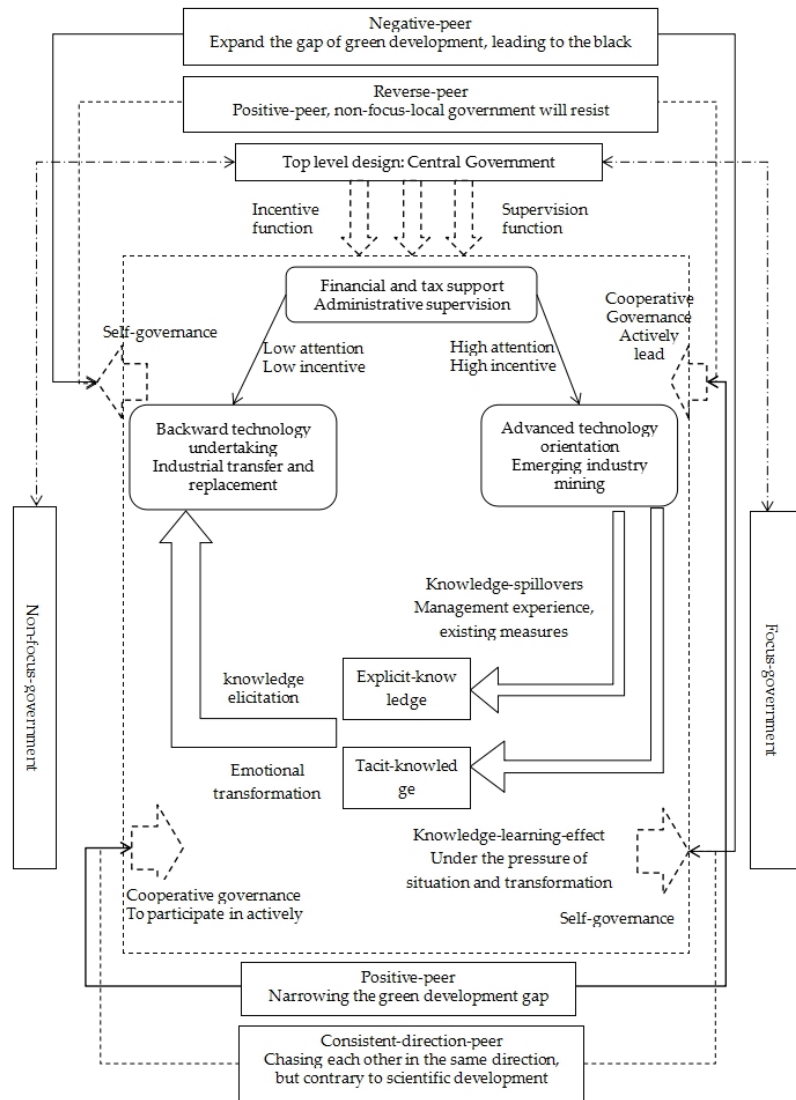 Negative-peer
Expand the gap of green development, leading to the black
Reverse-peer
Positive-peer, non-focus-local government will resist
Top level design: Central Government
Incentive
function
Supervision
function
Financial and tax support
Administrative supervision
Cooperative
Governance
Actively
lead
Self-governance
Low attention
Low incentive
High attention
High incentive
Backward technology
undertaking
Industrial transfer and
replacement
Advanced technology
orientation
Emerging industry
mining
Non-focus-government
Focus-government
Knowledge-spillovers
Management experience,
existing measures
knowledge
elicitation
Explicit-know
ledge
Emotional
transformation
Tacit-knowled
ge
Knowledge-learning-effect
Under the pressure of
situation and transformation
Cooperative governance
To participate in actively
Self-governance
Positive-peer
Narrowing the green development gap
Consistent-direction-peer
Chasing each other in the same direction,
but contrary to scientific development